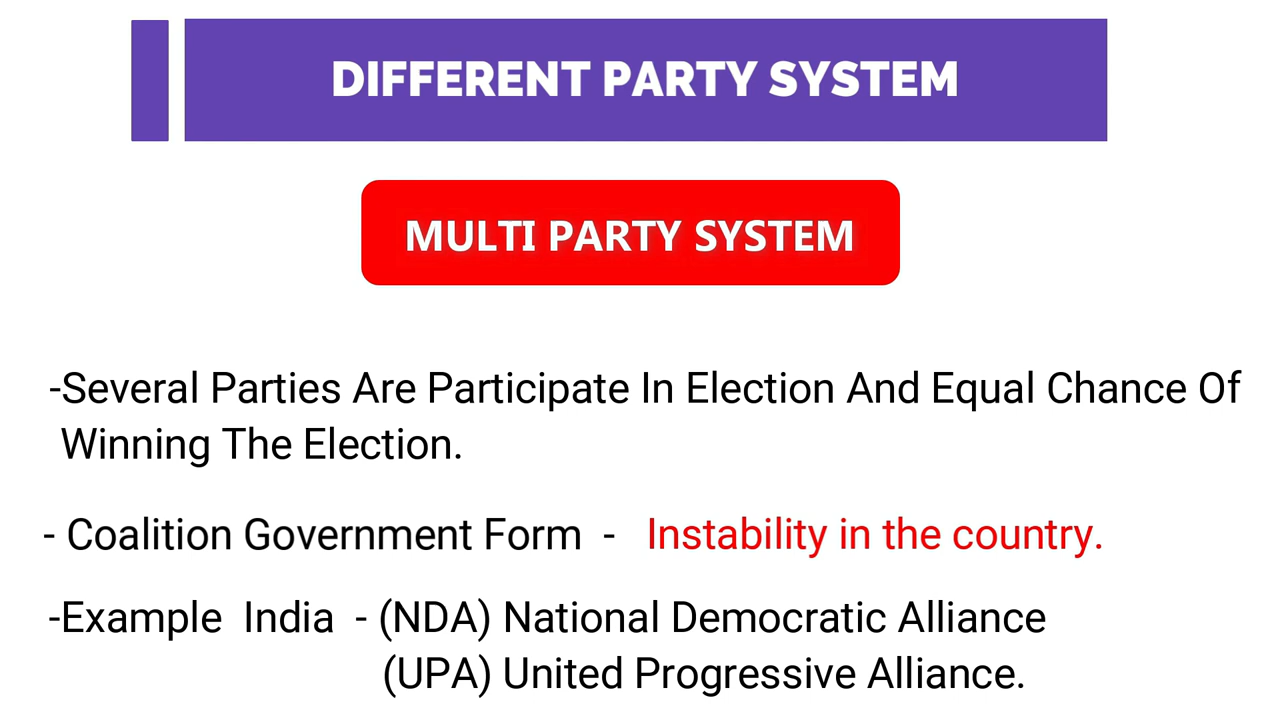 DIFFERENT PARTY SYSTEM
MULTI PARTY SYSTEM
-Several Parties Are Participate In Election And Equal Chance Of
Winning The Election.
- Coalition Government Form - Instability in the country.
-Example India - (NDA) National Democratic Alliance
(UPA) United Progressive Alliance.